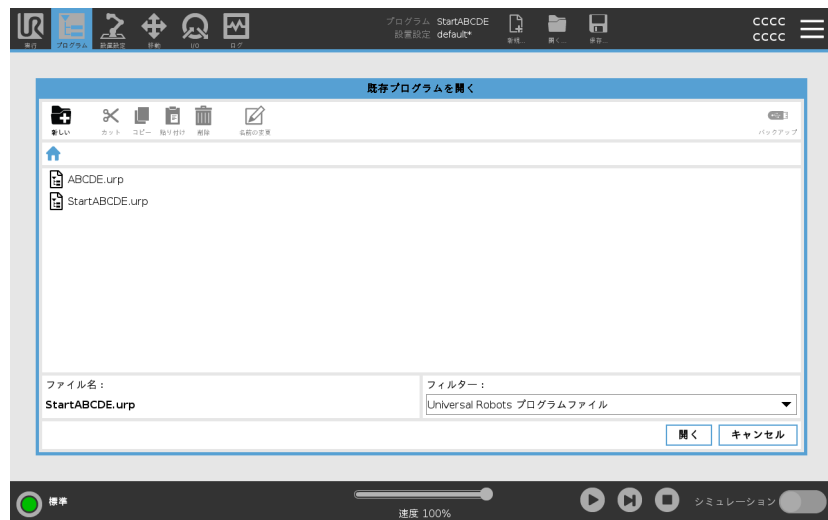 UR
プログラム StartABCDE
設置設定 default*
cccc
cccc
実行
プログラム
設置設定
移動
I/O
ログ
新規...
開く...
保存...
既存プログラムを開く
新しい
カット
コピー
貼り付け
削除
名前の変更
バックアップ
ABCDE.urp
StartABCDE.urp
ファイル名：
フィルター：
StartABCDE.urp
Universal Robots プログラムファイル
開く
キャンセル
標準
速度 100%
シミュレーション